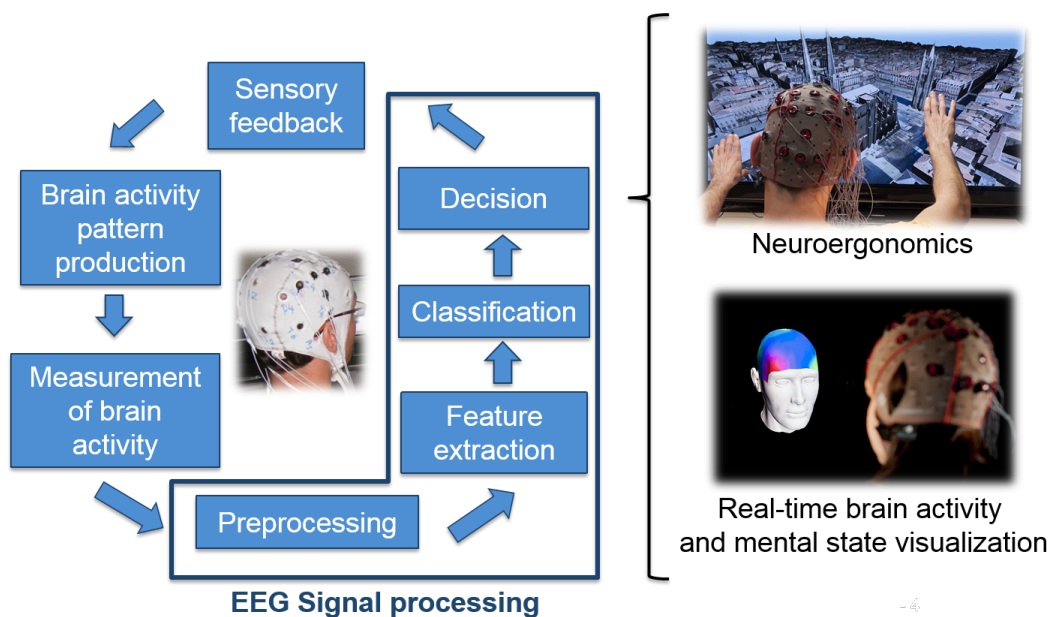 Sensory
feedback
Brain activity
pattern
production
Measurement
of brain
activity
Preprocessing
Feature
extraction
Classification
Decision
EEG Signal processing
Neuroergonomics
Real-time brain activity
and mental state visualization
- 4